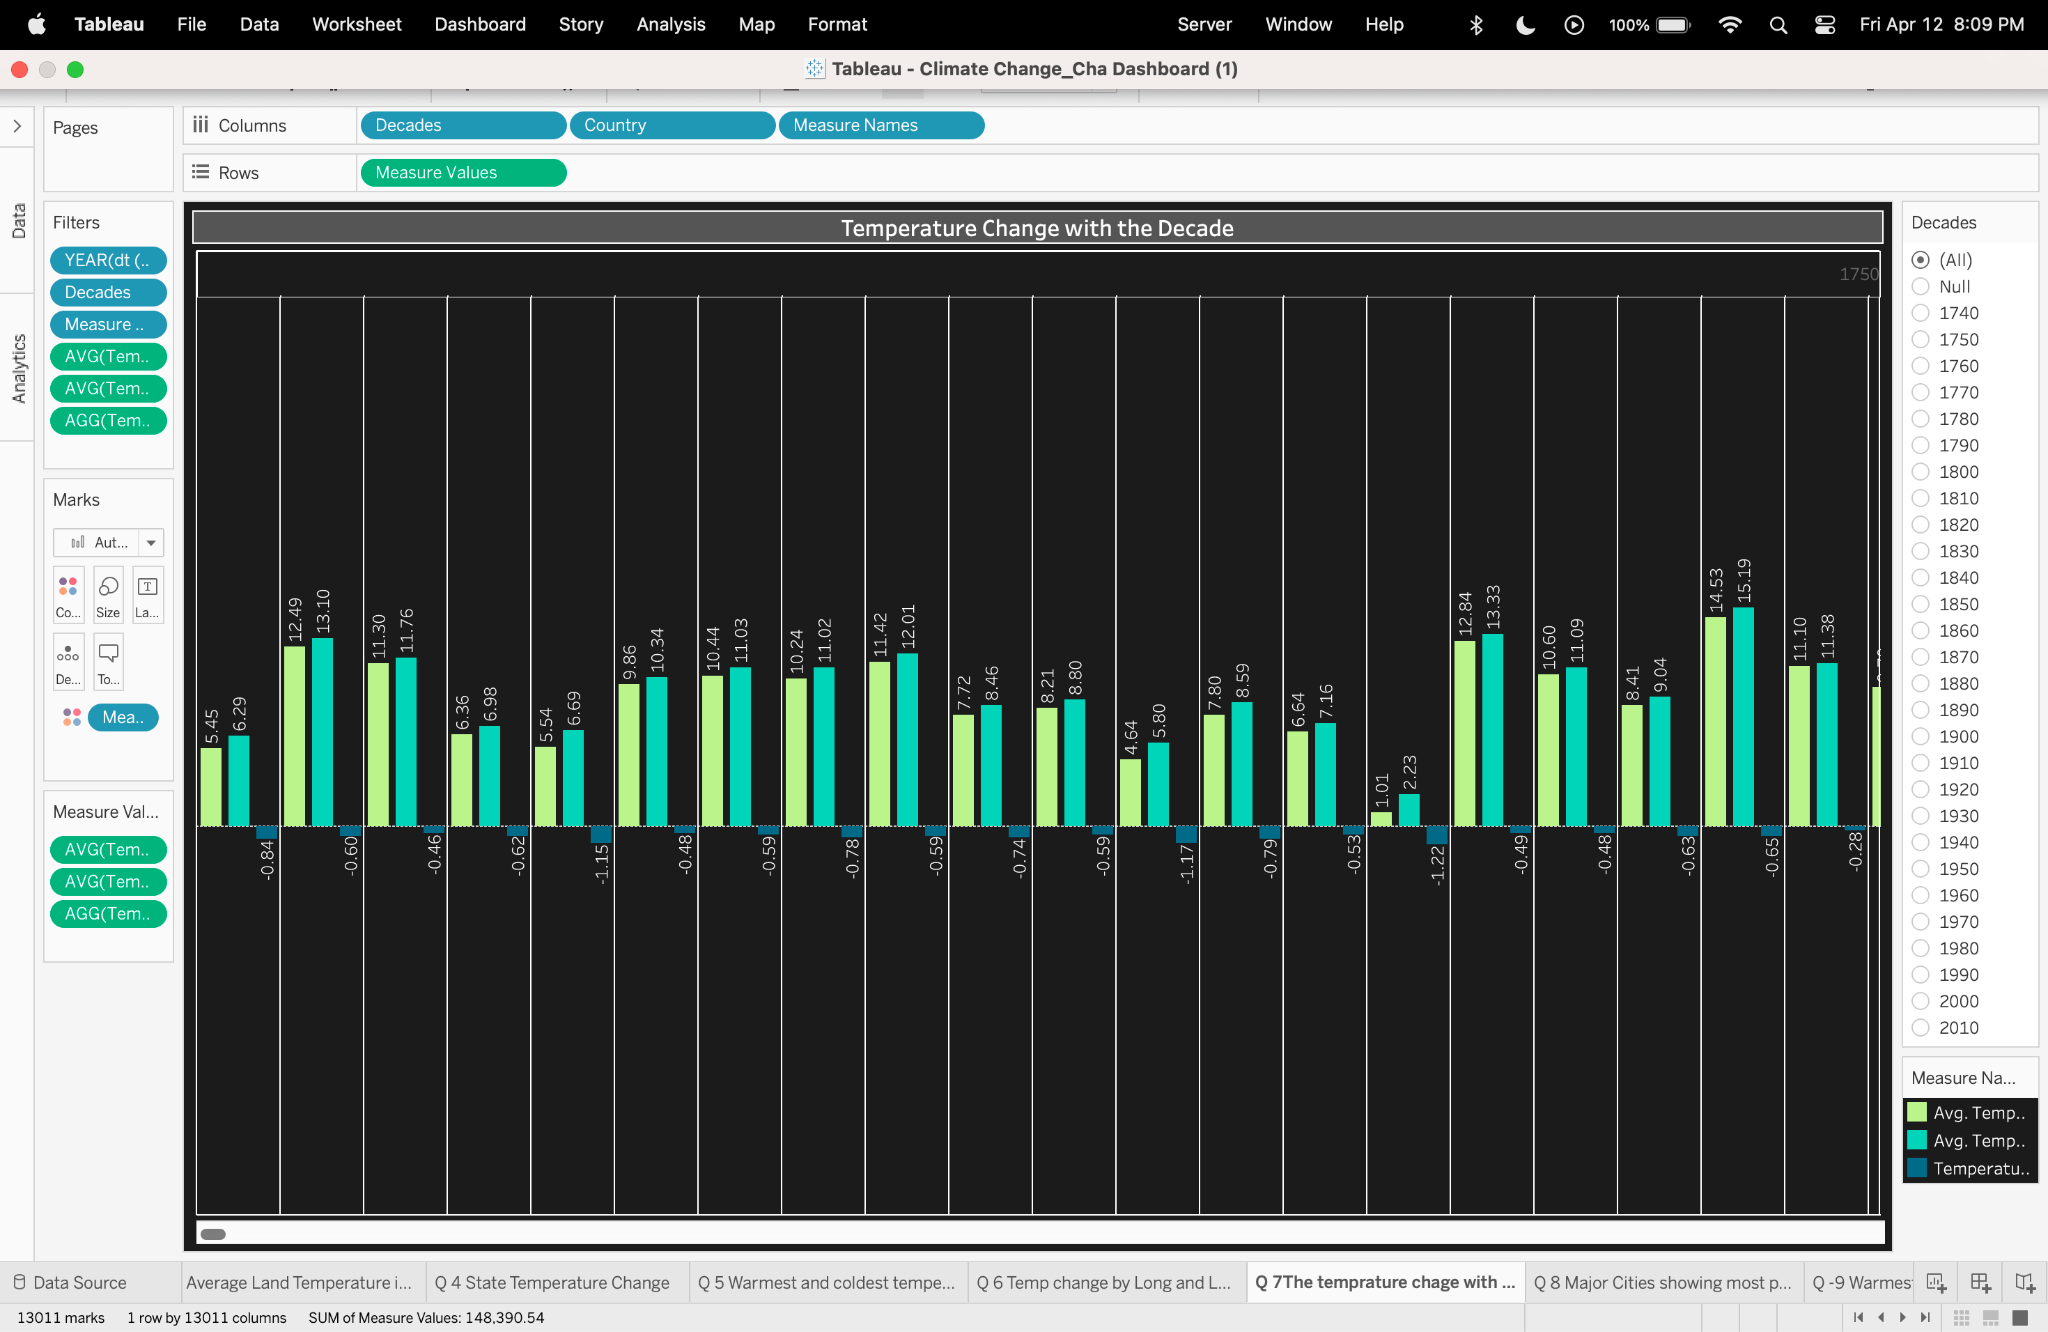 Tableau File Data Worksheet Dashboard Story Analysis Map Format Server Window Help 100% Fri Apr 12 8:09 PM
Tableau - Climate Change_Cha Dashboard (1)
Pages
Columns Decades Country Measure Names
Rows Measure Values
Data
Analytics
Filters
YEAR(dt (..
Decades
Measure ..
AVG(Tem..
AVG(Tem..
AGG(Tem..
Marks
Aut...
Co... Size La...
De... To...
Mea..
Measure Val...
AVG(Tem..
AVG(Tem..
AGG(Tem..
Temperature Change with the Decade
1750
5.45 6.29 -0.84
12.49 13.10 -0.60
11.30 11.76 -0.46
6.36 6.98 -0.62
5.54 6.69 -1.15
9.86 10.34 -0.48
10.44 11.03 -0.59
10.24 11.02 -0.78
11.42 12.01 -0.59
7.72 8.46 -0.74
8.21 8.80 -0.59
4.64 5.80 -1.17
7.80 8.59 -0.79
6.64 7.16 -0.53
1.01 2.23 -1.22
12.84 13.33 -0.49
10.60 11.09 -0.48
8.41 9.04 -0.63
14.53 15.19 -0.65
11.10 11.38 -0.28
Decades
(All)
Null
1740
1750
1760
1770
1780
1790
1800
1810
1820
1830
1840
1850
1860
1870
1880
1890
1900
1910
1920
1930
1940
1950
1960
1970
1980
1990
2000
2010
Measure Na...
Avg. Temp..
Avg. Temp..
Temperatu..
Data Source Average Land Temperature i... Q 4 State Temperature Change Q 5 Warmest and coldest tempe... Q 6 Temp change by Long and L... Q 7The temprature chage with ... Q 8 Major Cities showing most p... Q -9 Warmes
13011 marks 1 row by 13011 columns SUM of Measure Values: 148,390.54